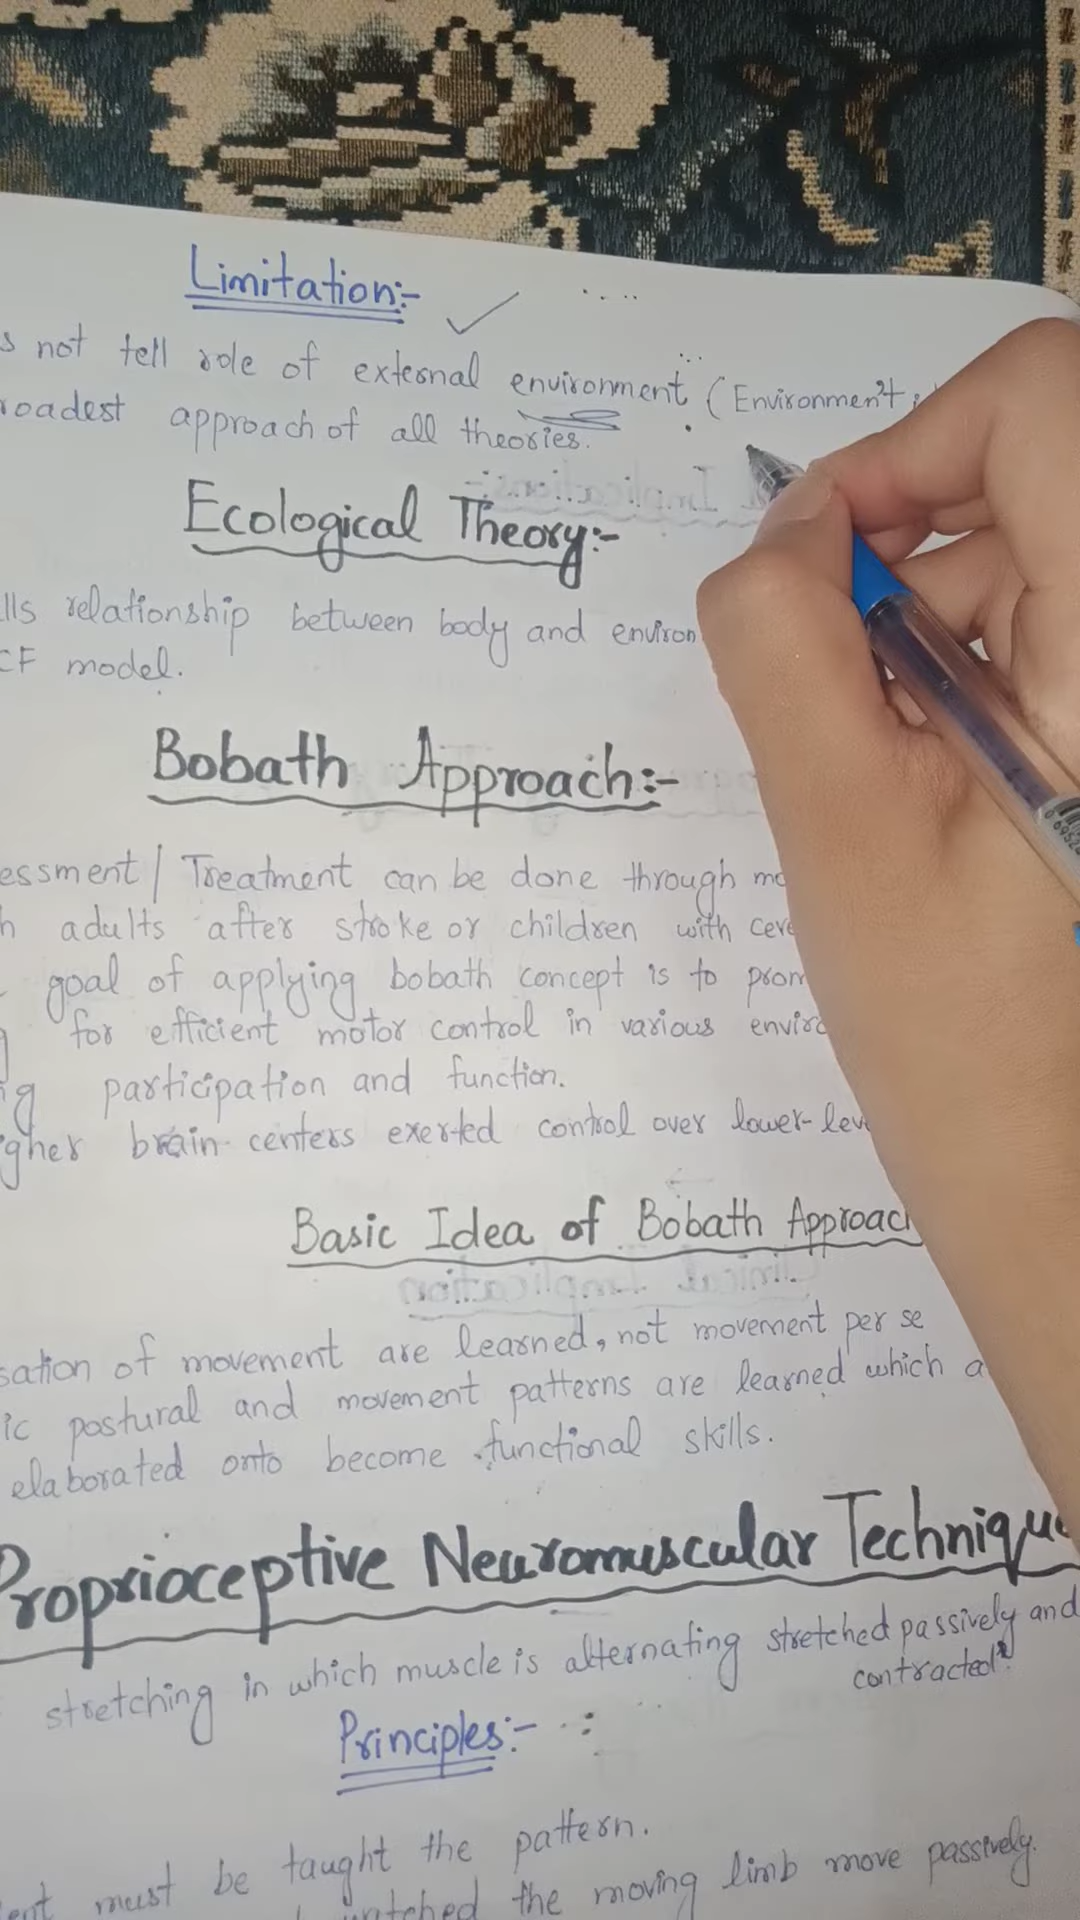 Limitation:-
not tell role of external environment (Environment
approach of all theories.
Ecological Theory:-
relationship between body and environ
CF model.
Bobath Approach:-
essment / Treatment can be done through
adults after stroke or children with cere
goal of applying bobath concept is to prom
for efficient motor control in various enviro
participation and function.
gher brain centers exerted control over lower-lev
Basic Idea of Bobath Approach
sation of movement are learned, not movement per se
ic postural and movement patterns are learned which a
elaborated onto become functional skills.
Proprioceptive Neuromuscular Technique
stretching in which muscle is alternating stretched passively and
contracted.
Principles:-
must be taught the pattern.
the moving limb move passively.